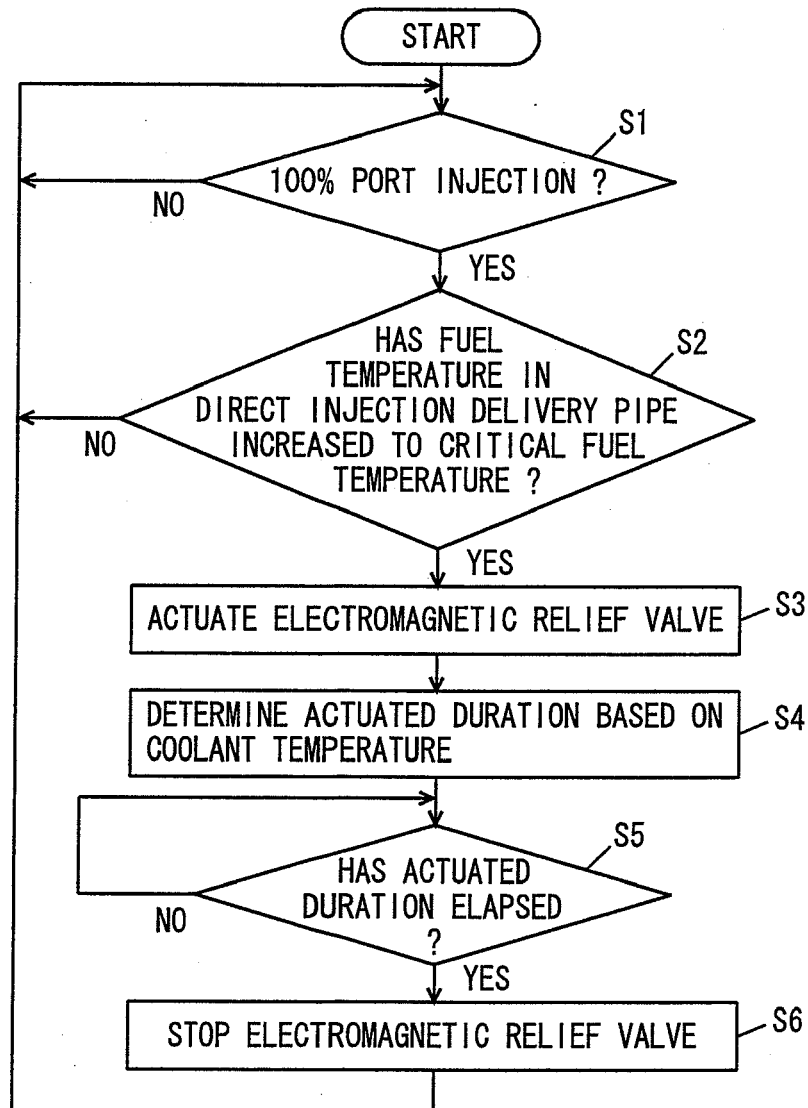 START
S1
100% PORT INJECTION ?
NO
YES
S2
HAS FUEL
TEMPERATURE IN
DIRECT INJECTION DELIVERY PIPE
INCREASED TO CRITICAL FUEL
TEMPERATURE ?
NO
YES
ACTUATE ELECTROMAGNETIC RELIEF VALVE
S3
DETERMINE ACTUATED DURATION BASED ON
COOLANT TEMPERATURE
S4
S5
HAS ACTUATED
DURATION ELAPSED
?
NO
YES
STOP ELECTROMAGNETIC RELIEF VALVE
S6